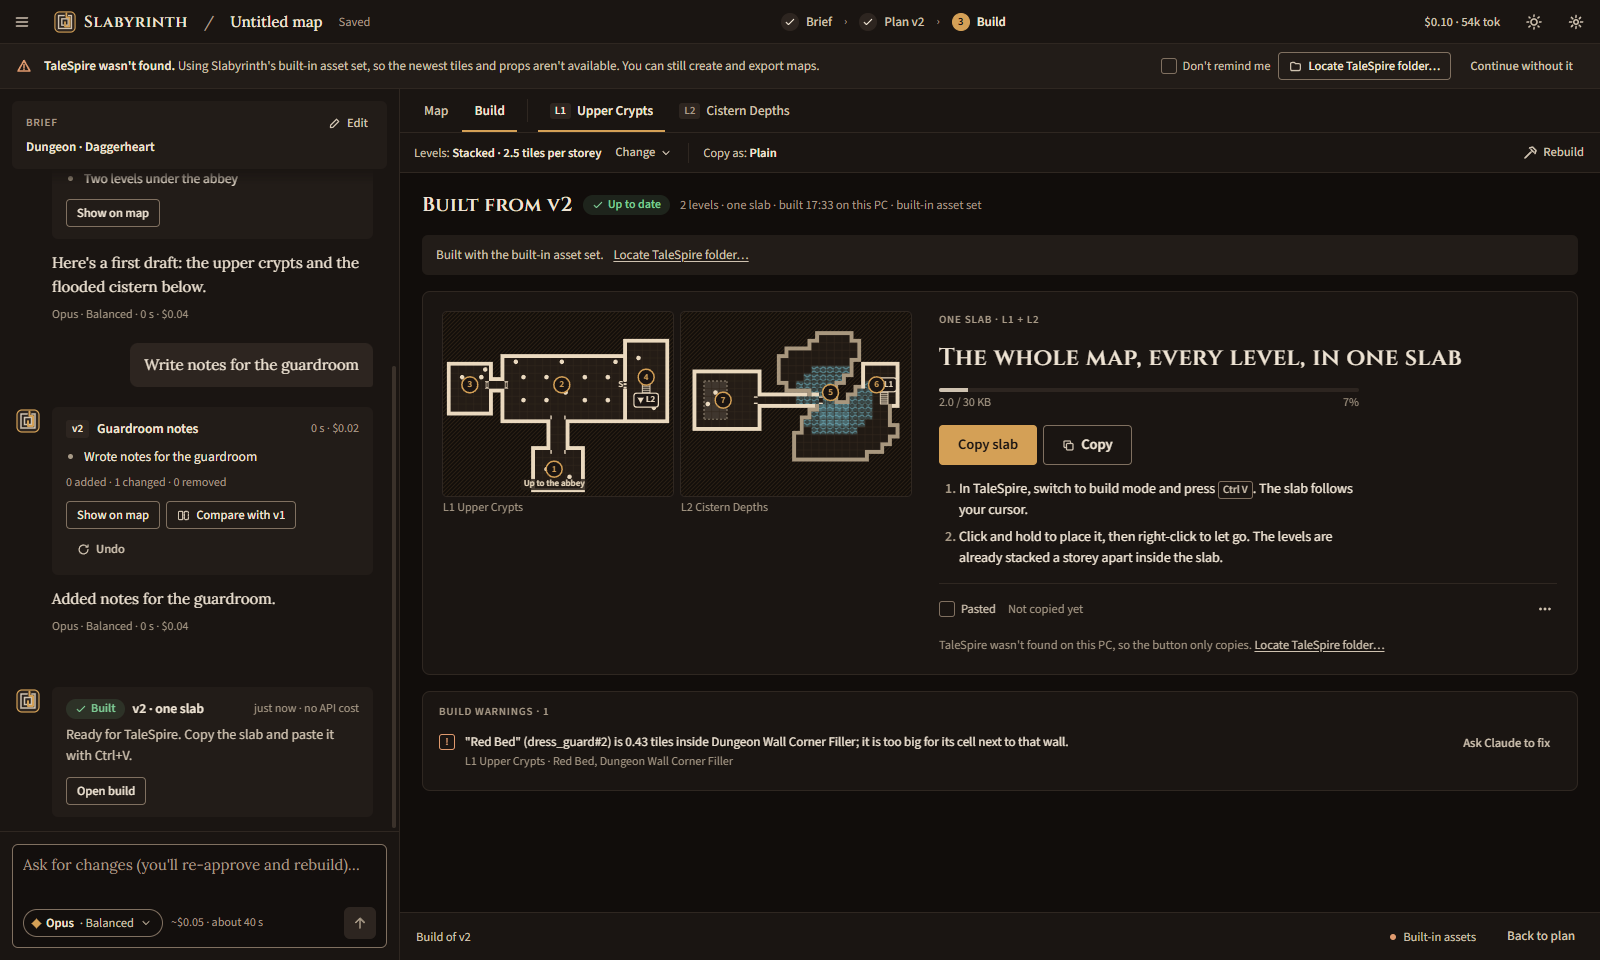 Slabyrinth / Untitled map Saved
Brief › Plan v2 › 3 Build
$0.10 · 54k tok
TaleSpire wasn't found. Using Slabyrinth's built-in asset set, so the newest tiles and props aren't available. You can still create and export maps.
Don't remind me
Locate TaleSpire folder…
Continue without it
BRIEF
Edit
Dungeon · Daggerheart
Two levels under the abbey
Show on map
Here's a first draft: the upper crypts and the
flooded cistern below.
Opus · Balanced · 0 s · $0.04
Write notes for the guardroom
v2 Guardroom notes 0 s · $0.02
Wrote notes for the guardroom
0 added · 1 changed · 0 removed
Show on map
Compare with v1
Undo
Added notes for the guardroom.
Opus · Balanced · 0 s · $0.04
Built v2 · one slab just now · no API cost
Ready for TaleSpire. Copy the slab and paste it
with Ctrl+V.
Open build
Ask for changes (you'll re-approve and rebuild)…
Opus · Balanced ~$0.05 · about 40 s
Map Build L1 Upper Crypts L2 Cistern Depths
Levels: Stacked · 2.5 tiles per storey Change Copy as: Plain
Rebuild
Built from v2 Up to date 2 levels · one slab · built 17:33 on this PC · built-in asset set
Built with the built-in asset set. Locate TaleSpire folder…
3
2
S
4
▼ L2
1
Up to the abbey
L1 Upper Crypts
7
5
6
L1
L2 Cistern Depths
ONE SLAB · L1 + L2
The whole map, every level, in one slab
2.0 / 30 KB 7%
Copy slab
Copy
1. In TaleSpire, switch to build mode and press Ctrl V. The slab follows
your cursor.
2. Click and hold to place it, then right-click to let go. The levels are
already stacked a storey apart inside the slab.
Pasted Not copied yet
TaleSpire wasn't found on this PC, so the button only copies. Locate TaleSpire folder…
BUILD WARNINGS · 1
! "Red Bed" (dress_guard#2) is 0.43 tiles inside Dungeon Wall Corner Filler; it is too big for its cell next to that wall.
L1 Upper Crypts · Red Bed, Dungeon Wall Corner Filler
Ask Claude to fix
Build of v2
Built-in assets
Back to plan